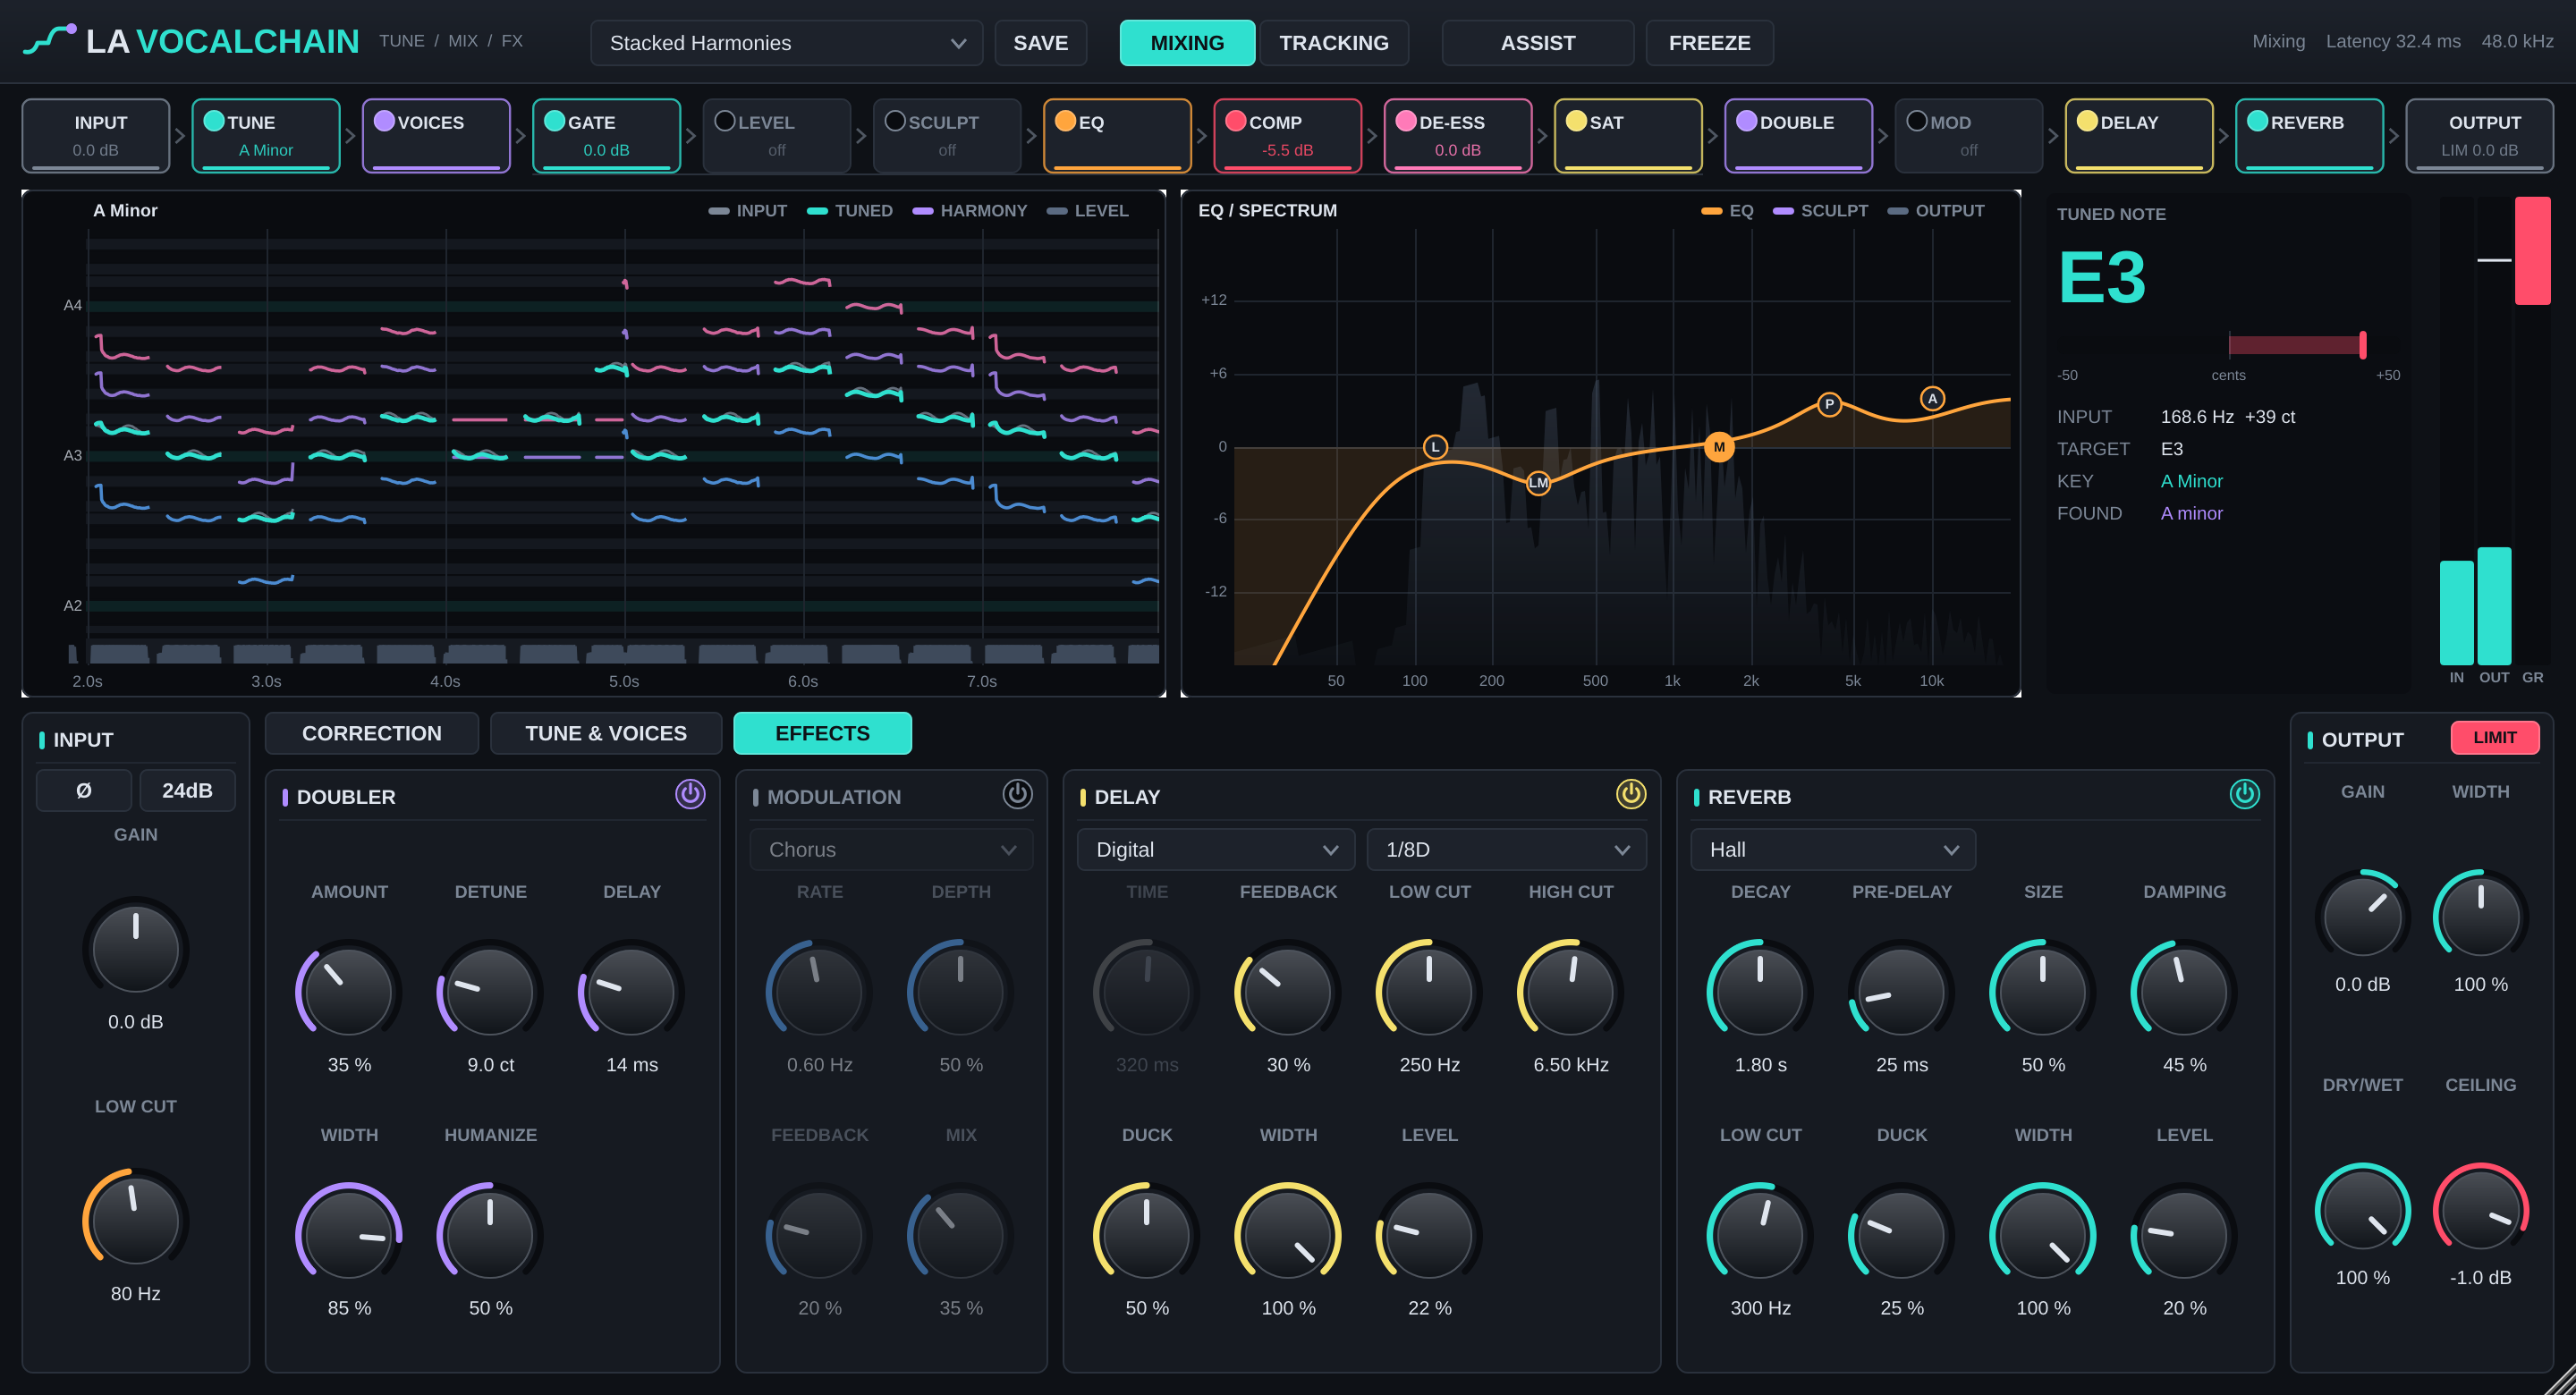 LA VOCALCHAIN TUNE / MIX / FX Stacked Harmonies SAVE MIXING TRACKING ASSIST FREEZE Mixing Latency 32.4 ms 48.0 kHz
INPUT TUNE VOICES GATE LEVEL SCULPT EQ COMP DE-ESS SAT DOUBLE MOD DELAY REVERB OUTPUT
0.0 dB A Minor 0.0 dB off off -5.5 dB 0.0 dB off LIM 0.0 dB
A Minor INPUT TUNED HARMONY LEVEL
A4
A3
A2
2.0s 3.0s 4.0s 5.0s 6.0s 7.0s
EQ / SPECTRUM EQ SCULPT OUTPUT
+12
+6
0
-6
-12
L LM M P A
50 100 200 500 1k 2k 5k 10k
TUNED NOTE
E3
-50 cents +50
INPUT 168.6 Hz +39 ct
TARGET E3
KEY A Minor
FOUND A minor
IN OUT GR
INPUT
Ø 24dB
GAIN
0.0 dB
LOW CUT
80 Hz
CORRECTION TUNE & VOICES EFFECTS
DOUBLER
AMOUNT DETUNE DELAY
35 % 9.0 ct 14 ms
WIDTH HUMANIZE
85 % 50 %
MODULATION
Chorus
RATE DEPTH
0.60 Hz 50 %
FEEDBACK MIX
20 % 35 %
DELAY
Digital 1/8D
TIME FEEDBACK LOW CUT HIGH CUT
320 ms 30 % 250 Hz 6.50 kHz
DUCK WIDTH LEVEL
50 % 100 % 22 %
REVERB
Hall
DECAY PRE-DELAY SIZE DAMPING
1.80 s 25 ms 50 % 45 %
LOW CUT DUCK WIDTH LEVEL
300 Hz 25 % 100 % 20 %
OUTPUT LIMIT
GAIN WIDTH
0.0 dB 100 %
DRY/WET CEILING
100 % -1.0 dB